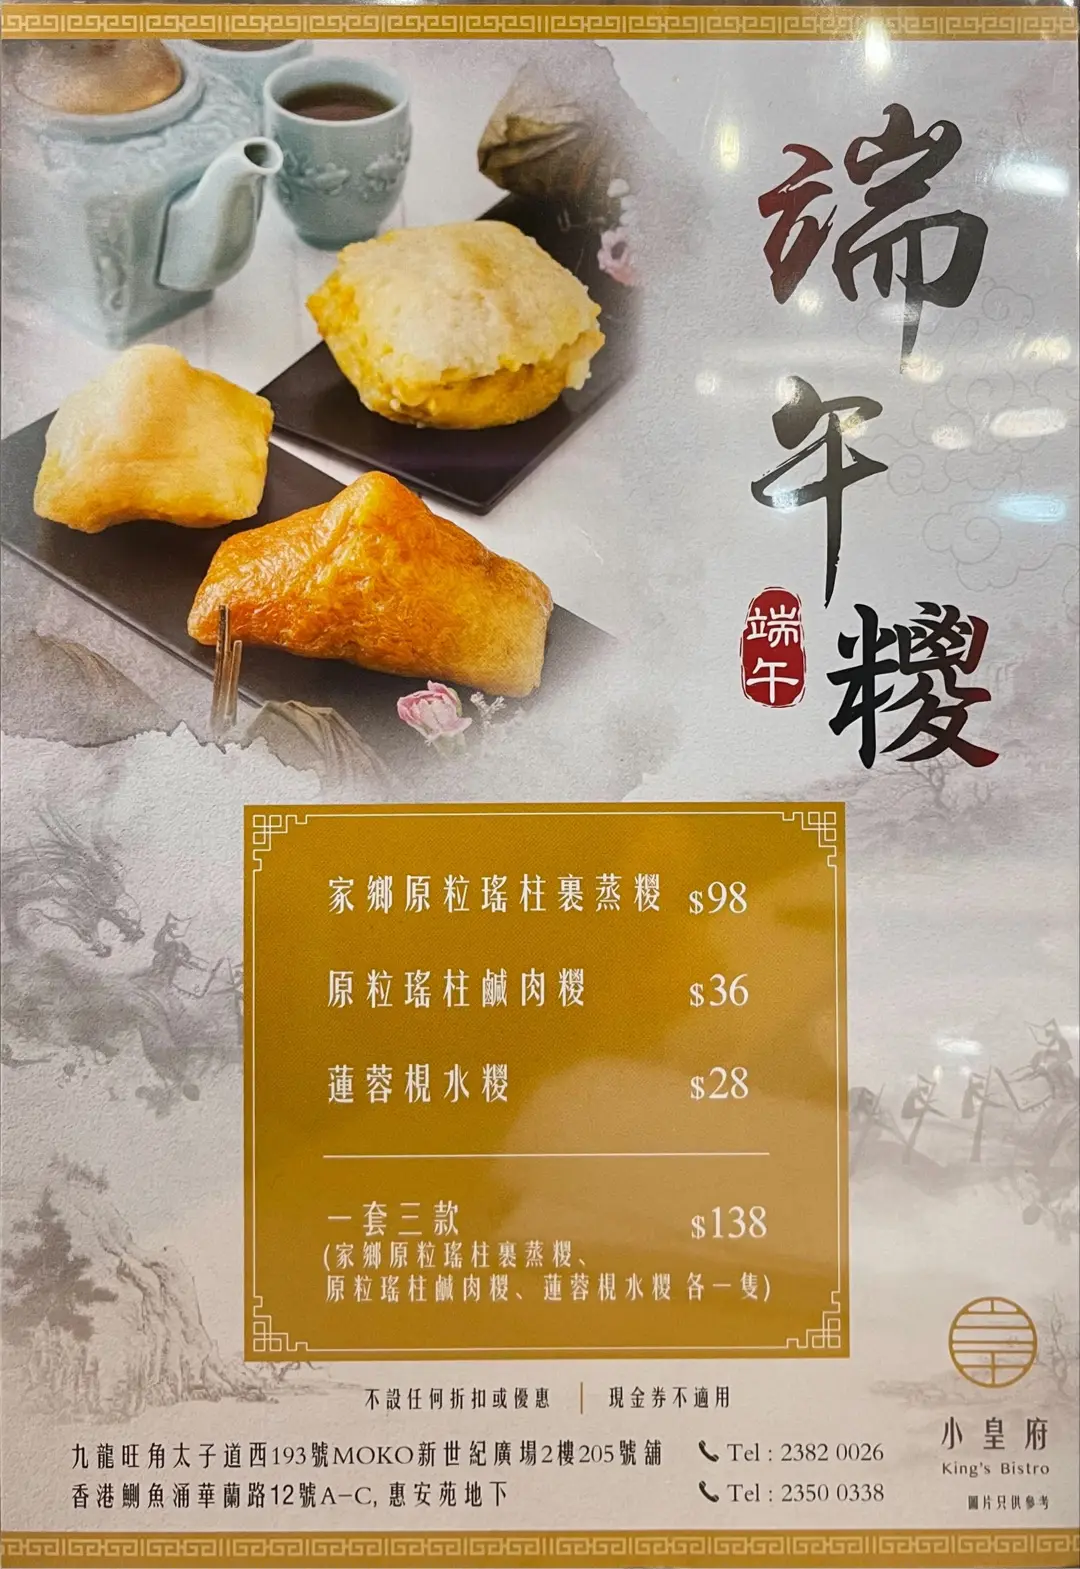 端午糭
端午
家鄉原粒瑤柱裹蒸糭 $98
原粒瑤柱鹹肉糭 $36
蓮蓉梘水糭 $28
一套三款 $138
(家鄉原粒瑤柱裹蒸糭、
原粒瑤柱鹹肉糭、蓮蓉梘水糭 各一隻)
不設任何折扣或優惠 | 現金券不適用
九龍旺角太子道西193號MOKO新世紀廣場2樓205號舖 Tel : 2382 0026
香港鰂魚涌華蘭路12號A-C, 惠安苑地下 Tel : 2350 0338
小皇府
King's Bistro
圖片只供參考